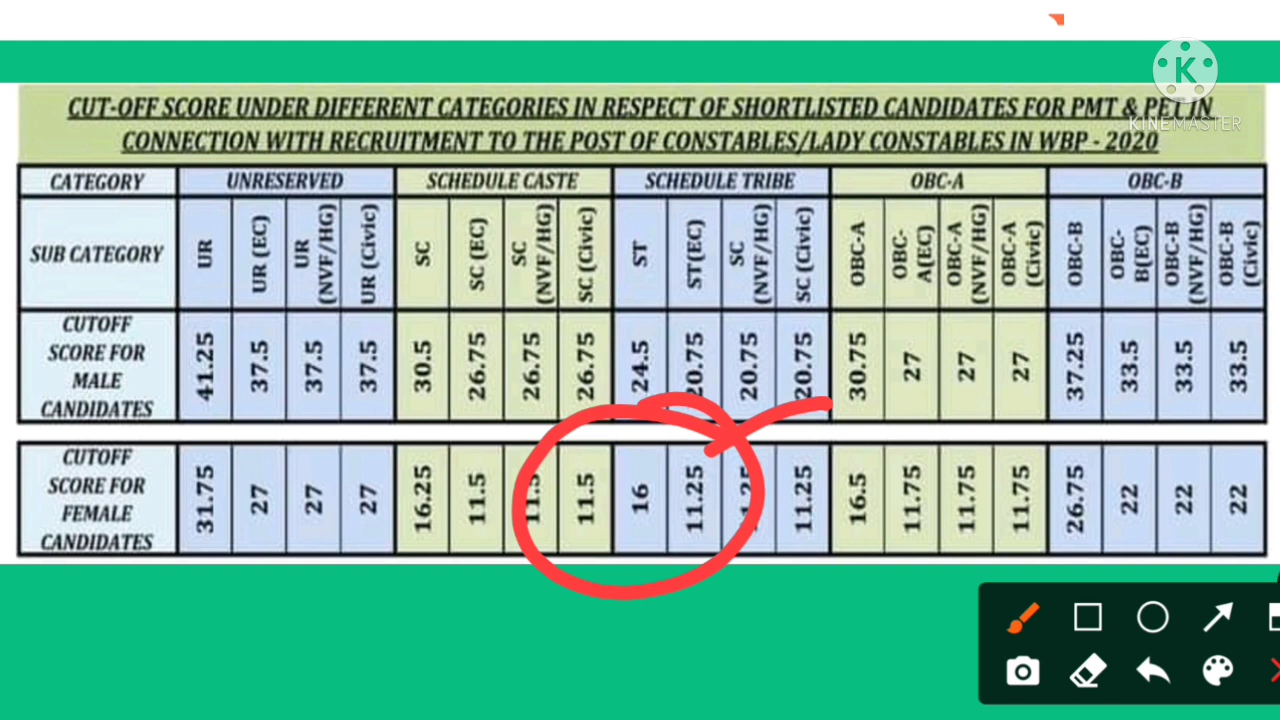 CUT-OFF SCORE UNDER DIFFERENT CATEGORIES IN RESPECT OF SHORTLISTED CANDIDATES FOR PMT & PET IN
CONNECTION WITH RECRUITMENT TO THE POST OF CONSTABLES/LADY CONSTABLES IN WBP - 2020
K
KINEMASTER
CATEGORY UNRESERVED SCHEDULE CASTE SCHEDULE TRIBE OBC-A OBC-B
SUB CATEGORY UR UR (EC) UR (NVF/HG) UR (Civic) SC SC (EC) SC (NVF/HG) SC (Civic) ST ST(EC) SC (NVF/HG) SC (Civic) OBC-A OBC-A(EC) OBC-A (NVF/HG) OBC-A (Civic) OBC-B OBC-B(EC) OBC-B (NVF/HG) OBC-B (Civic)
CUTOFF
SCORE FOR
MALE
CANDIDATES
41.25 37.5 37.5 37.5 30.5 26.75 26.75 26.75 24.5 20.75 20.75 20.75 30.75 27 27 27 37.25 33.5 33.5 33.5
CUTOFF
SCORE FOR
FEMALE
CANDIDATES
31.75 27 27 27 16.25 11.5 11.5 11.5 16 11.25 11.25 11.25 16.5 11.75 11.75 11.75 26.75 22 22 22